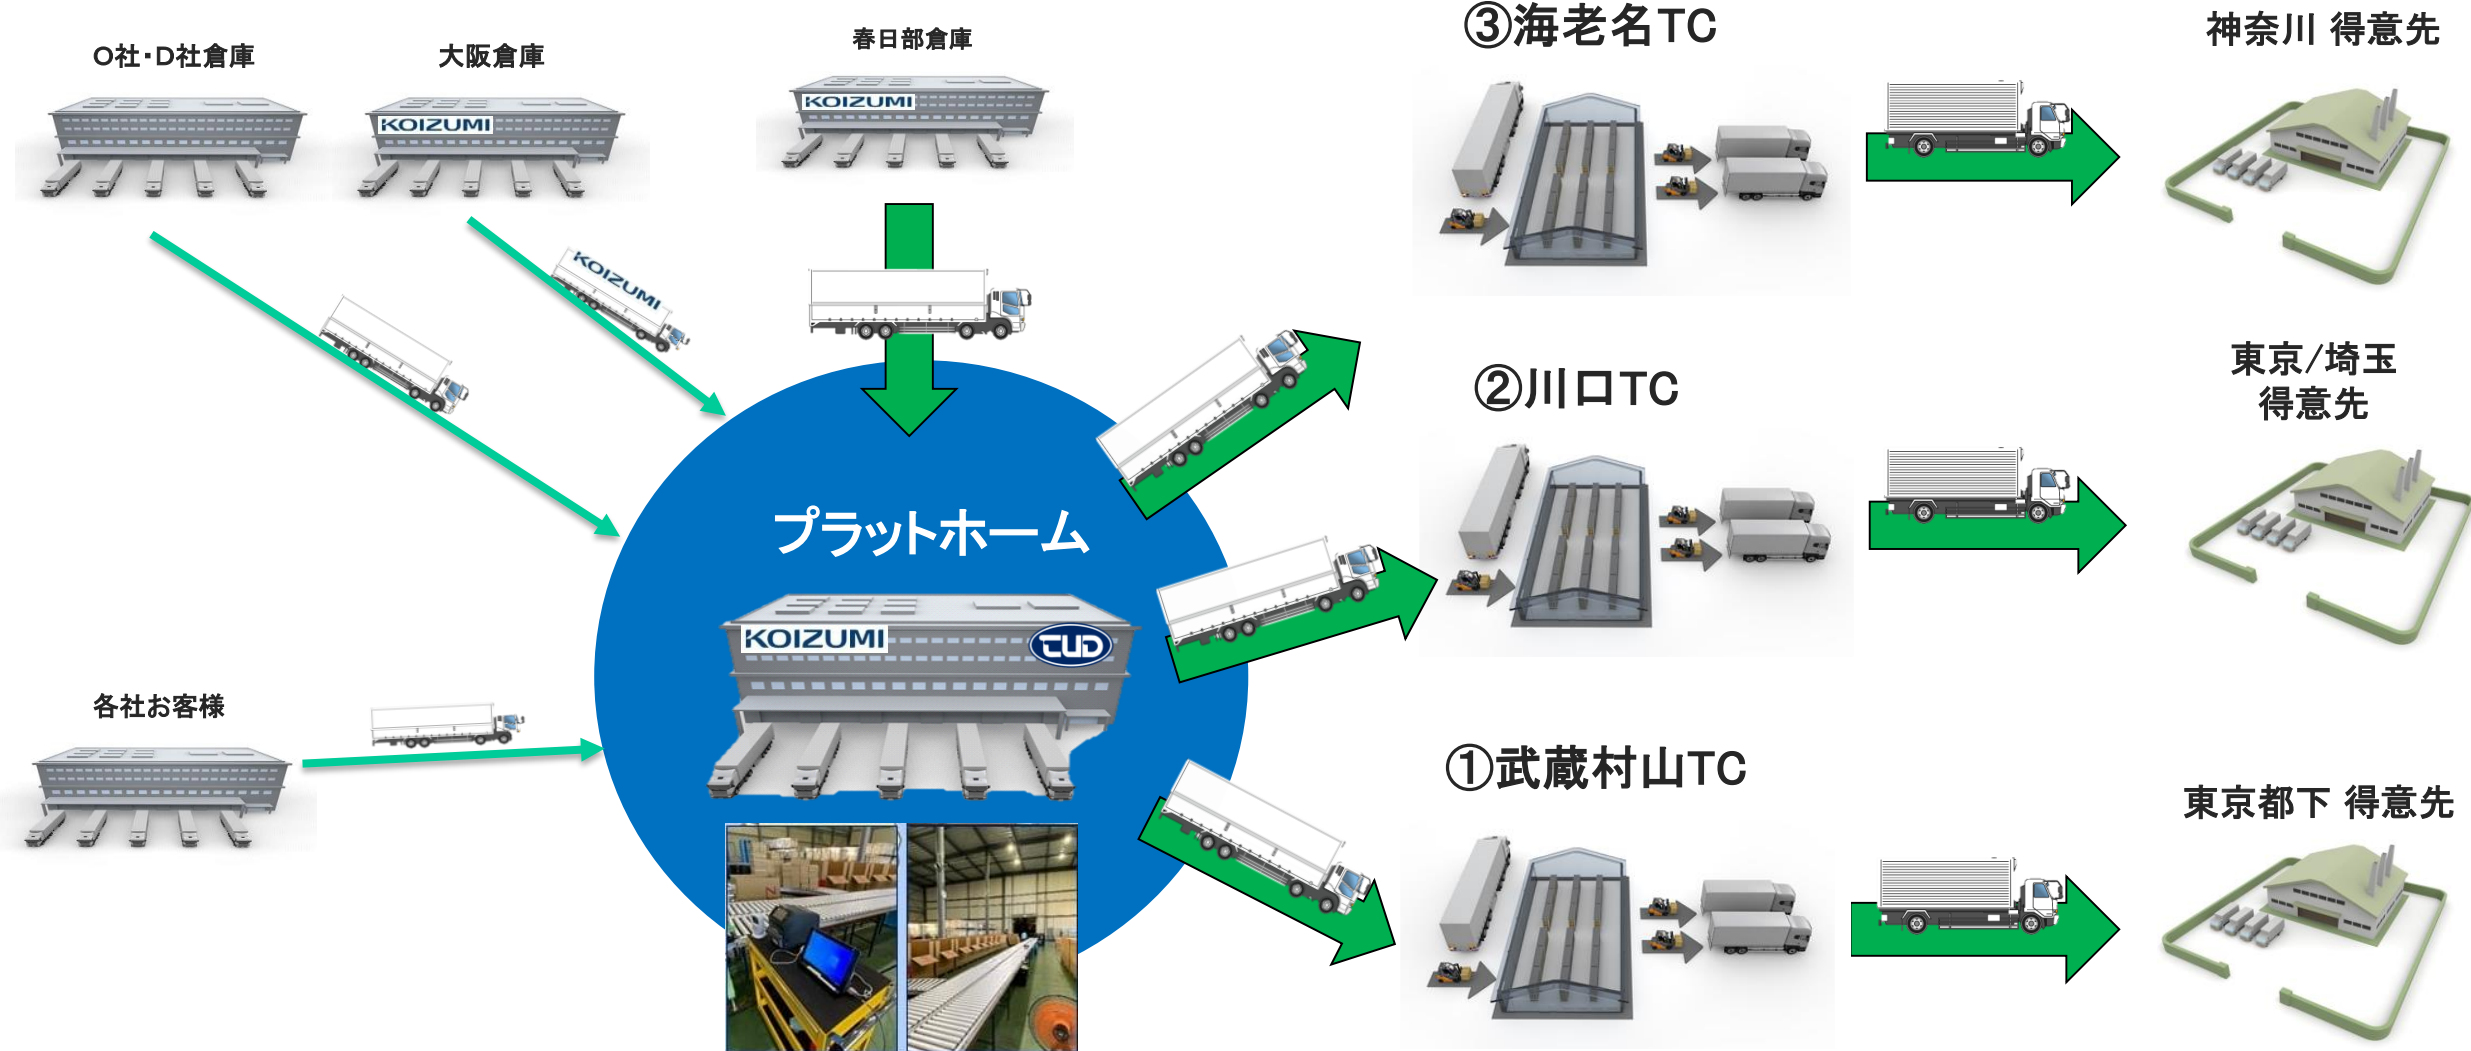 O社・D社倉庫
大阪倉庫
春日部倉庫
③海老名TC
神奈川 得意先
KOIZUMI
KOIZUMI
KOIZUMI
②川口TC
東京/埼玉
得意先
プラットホーム
KOIZUMI
TUD
各社お客様
①武蔵村山TC
東京都下 得意先